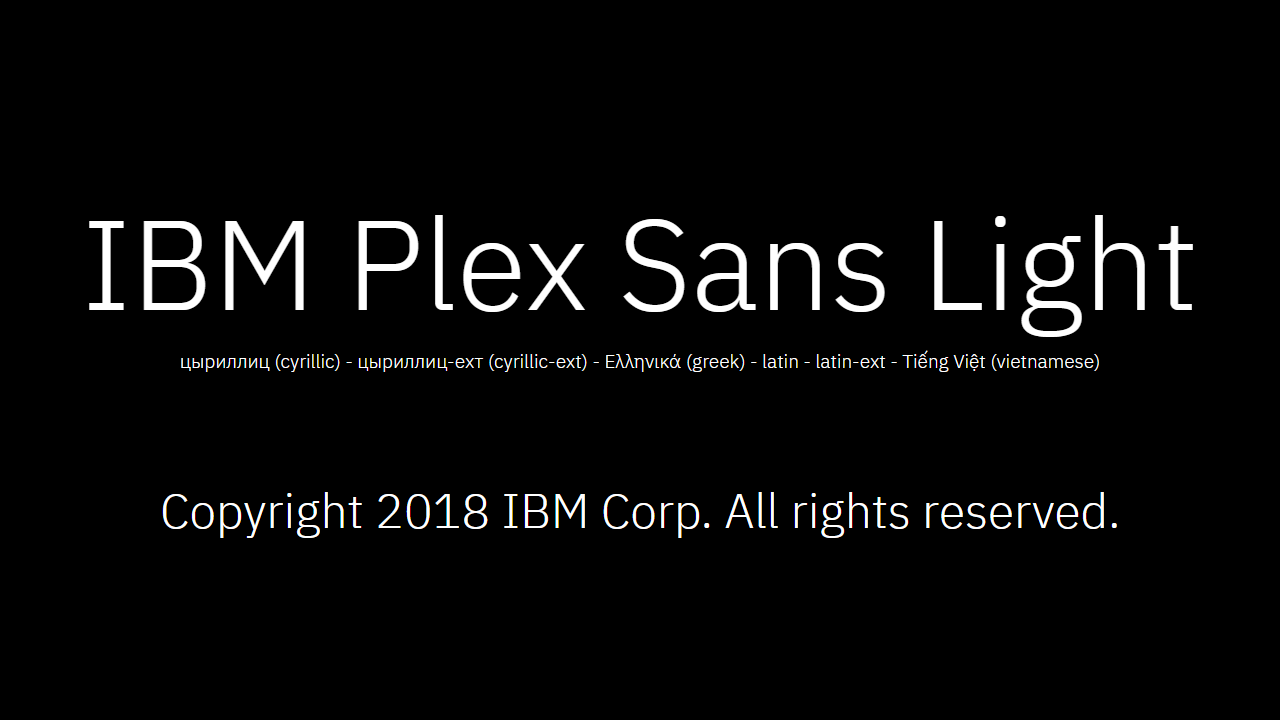 IBM Plex Sans Light
цыриллиц (cyrillic) - цыриллиц-ехт (cyrillic-ext) - Ελληνικά (greek) - latin - latin-ext - Tiếng Việt (vietnamese)
Copyright 2018 IBM Corp. All rights reserved.